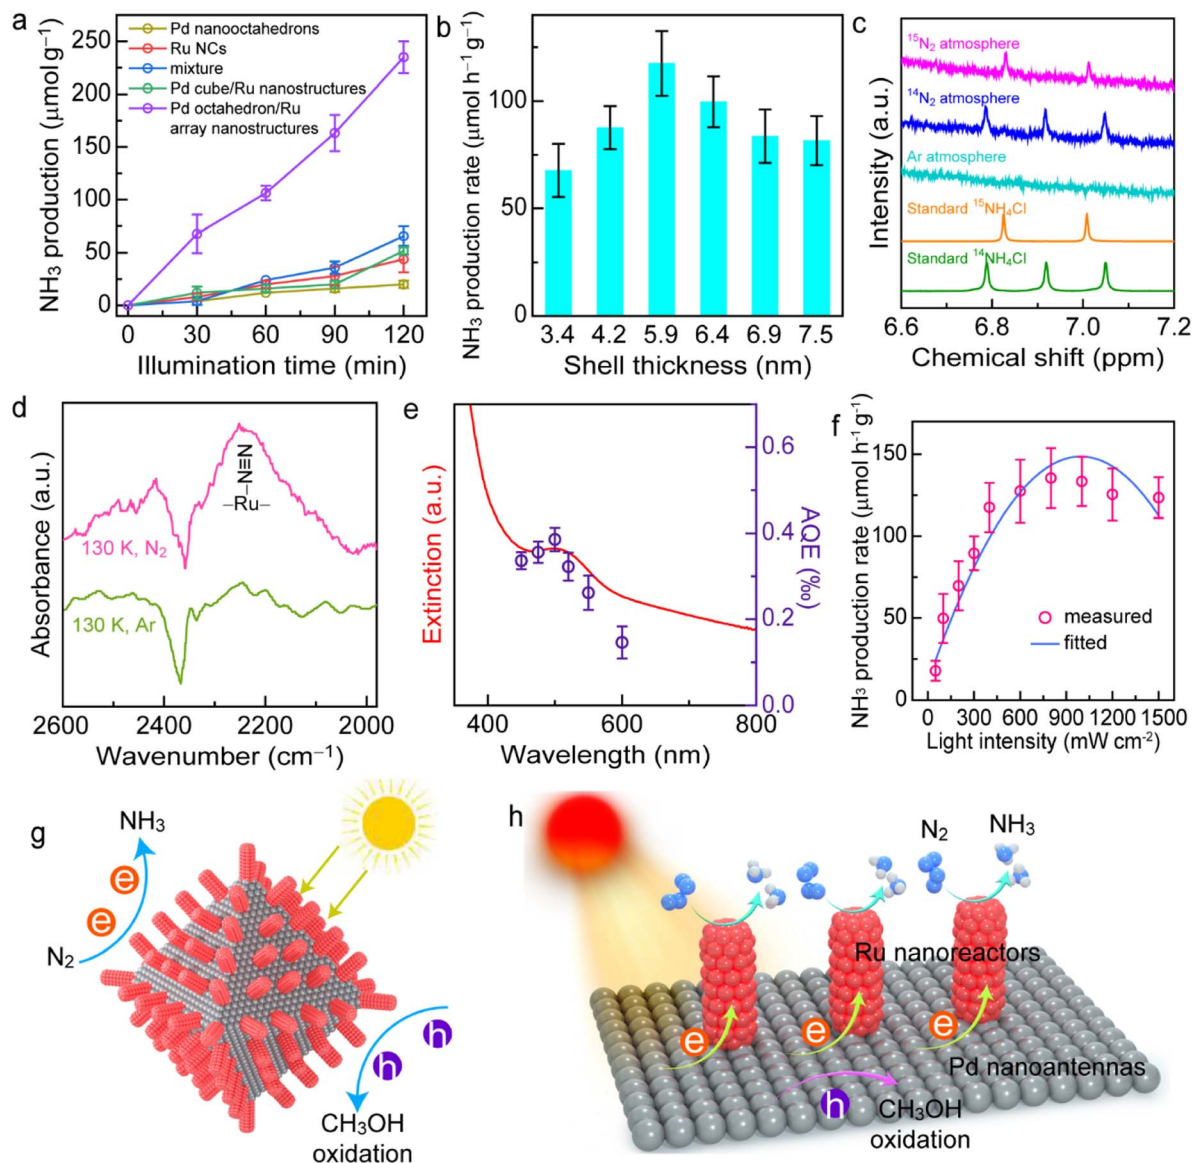 a
NH₃ production (μmol g⁻¹)
250
200
150
100
50
0
Pd nanooctahedrons
Ru NCs
mixture
Pd cube/Ru nanostructures
Pd octahedron/Ru
array nanostructures
0 30 60 90 120
Illumination time (min)
b
NH₃ production rate (μmol h⁻¹ g⁻¹)
100
50
0
3.4 4.2 5.9 6.4 6.9 7.5
Shell thickness (nm)
c
Intensity (a.u.)
¹⁵N₂ atmosphere
¹⁴N₂ atmosphere
Ar atmosphere
Standard ¹⁵NH₄Cl
Standard ¹⁴NH₄Cl
6.6 6.8 7.0 7.2
Chemical shift (ppm)
d
Absorbance (a.u.)
–Ru–N≡N
130 K, N₂
130 K, Ar
2600 2400 2200 2000
Wavenumber (cm⁻¹)
e
Extinction (a.u.)
AQE (‰)
0.6
0.4
0.2
0.0
400 600 800
Wavelength (nm)
f
NH₃ production rate (μmol h⁻¹ g⁻¹)
150
100
50
0
measured
fitted
0 300 600 900 1200 1500
Light intensity (mW cm⁻²)
g
NH₃
e
e
N₂
h
h
CH₃OH
oxidation
h
N₂ NH₃
Ru nanoreactors
e e e
Pd nanoantennas
h
CH₃OH
oxidation